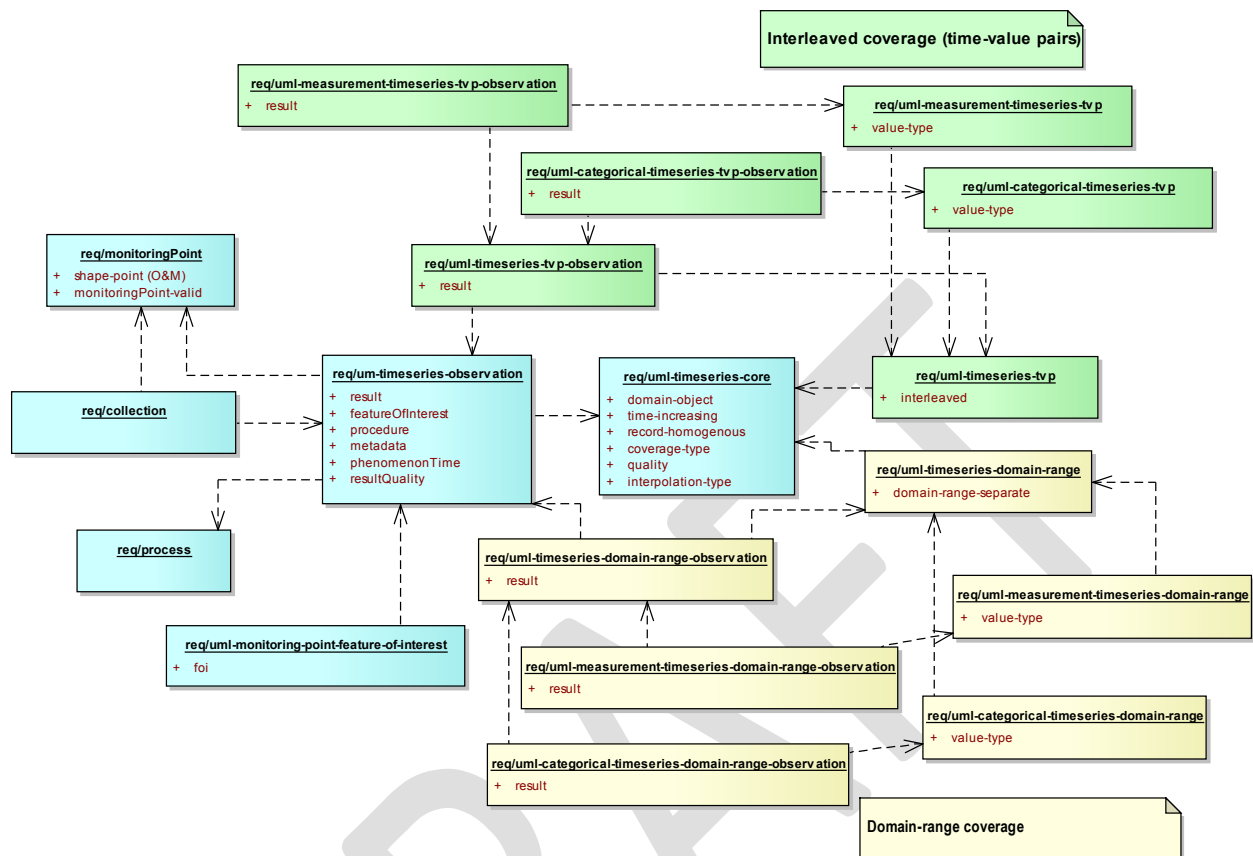 Interleaved coverage (time-value pairs)
req/uml-measurement-timeseries-tvp-observation
+ result
req/uml-measurement-timeseries-tvp
+ value-type
req/uml-categorical-timeseries-tvp-observation
+ result
req/uml-categorical-timeseries-tvp
+ value-type
req/monitoringPoint
+ shape-point (O&M)
+ monitoringPoint-valid
req/uml-timeseries-tvp-observation
+ result
req/um-timeseries-observation
+ result
+ featureOfInterest
+ procedure
+ metadata
+ phenomenonTime
+ resultQuality
req/uml-timeseries-core
+ domain-object
+ time-increasing
+ record-homogenous
+ coverage-type
+ quality
+ interpolation-type
req/uml-timeseries-tvp
+ interleaved
req/collection
req/uml-timeseries-domain-range
+ domain-range-separate
req/process
req/uml-timeseries-domain-range-observation
+ result
req/uml-measurement-timeseries-domain-range
+ value-type
req/uml-monitoring-point-feature-of-interest
+ foi
req/uml-measurement-timeseries-domain-range-observation
+ result
req/uml-categorical-timeseries-domain-range
+ value-type
req/uml-categorical-timeseries-domain-range-observation
+ result
Domain-range coverage
DRAFT